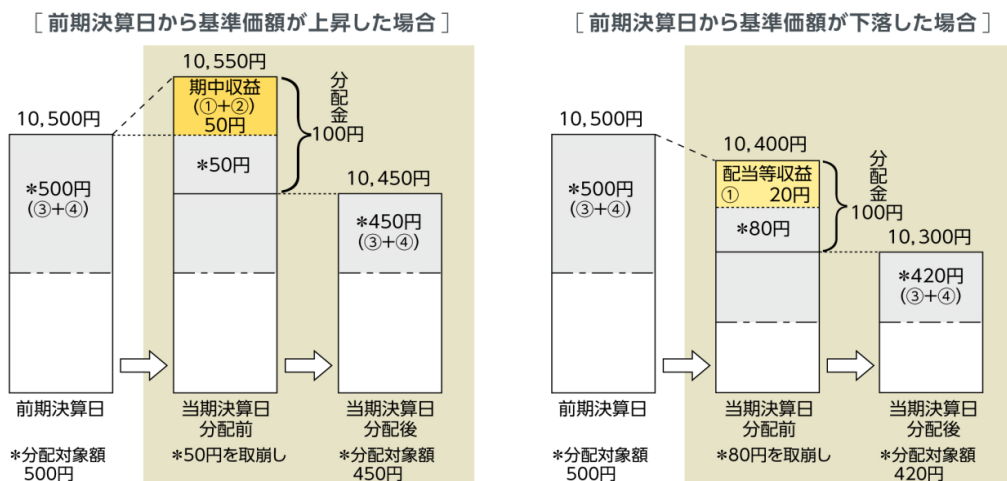 [前期決算日から基準価額が上昇した場合]
10,500円
*500円
(③+④)
前期決算日
*分配対象額
500円
10,550円
期中収益
(①+②)
50円
*50円
分配金
100円
当期決算日
分配前
*50円を取崩し
10,450円
*450円
(③+④)
当期決算日
分配後
*分配対象額
450円
[前期決算日から基準価額が下落した場合]
10,500円
*500円
(③+④)
前期決算日
*分配対象額
500円
10,400円
配当等収益
① 20円
*80円
分配金
100円
当期決算日
分配前
*80円を取崩し
10,300円
*420円
(③+④)
当期決算日
分配後
*分配対象額
420円